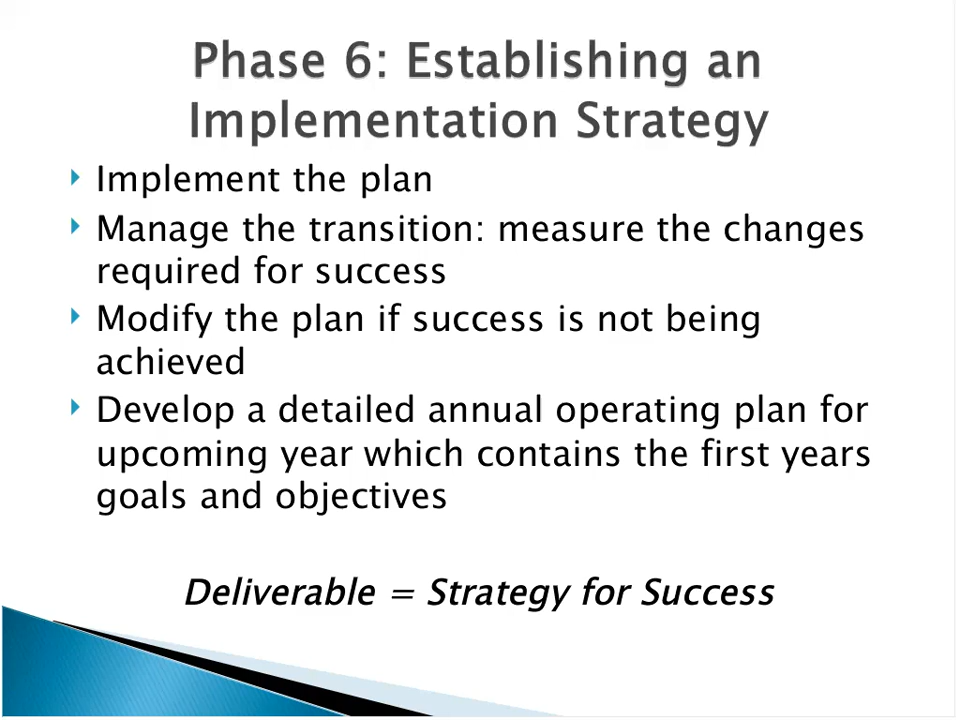 Phase 6: Establishing an
Implementation Strategy
Implement the plan
Manage the transition: measure the changes
required for success
Modify the plan if success is not being
achieved
Develop a detailed annual operating plan for
upcoming year which contains the first years
goals and objectives
Deliverable = Strategy for Success